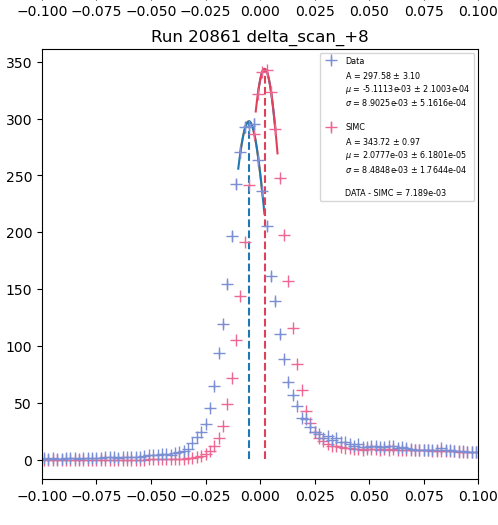 −0.100 −0.075 −0.050 −0.025 0.000 0.025 0.050 0.075 0.100
Run 20861 delta_scan_+8
350
300
250
200
150
100
50
0
Data
A = 297.58 ± 3.10
μ = -5.1113e-03 ± 2.1003e-04
σ = 8.9025e-03 ± 5.1616e-04
SIMC
A = 343.72 ± 0.97
μ = 2.0777e-03 ± 6.1801e-05
σ = 8.4848e-03 ± 1.7644e-04
DATA - SIMC = 7.189e-03
−0.100 −0.075 −0.050 −0.025 0.000 0.025 0.050 0.075 0.100